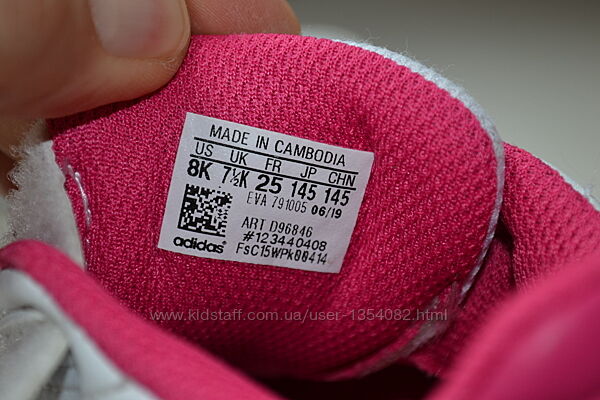 MADE IN CAMBODIA
US UK FR JP CHN
8K 7½K 25 145 145
EVA 791005 06/19
ART D96846
#123440408
adidas FsC15WPk00414
www.kidstaff.com.ua/user-1354082.html